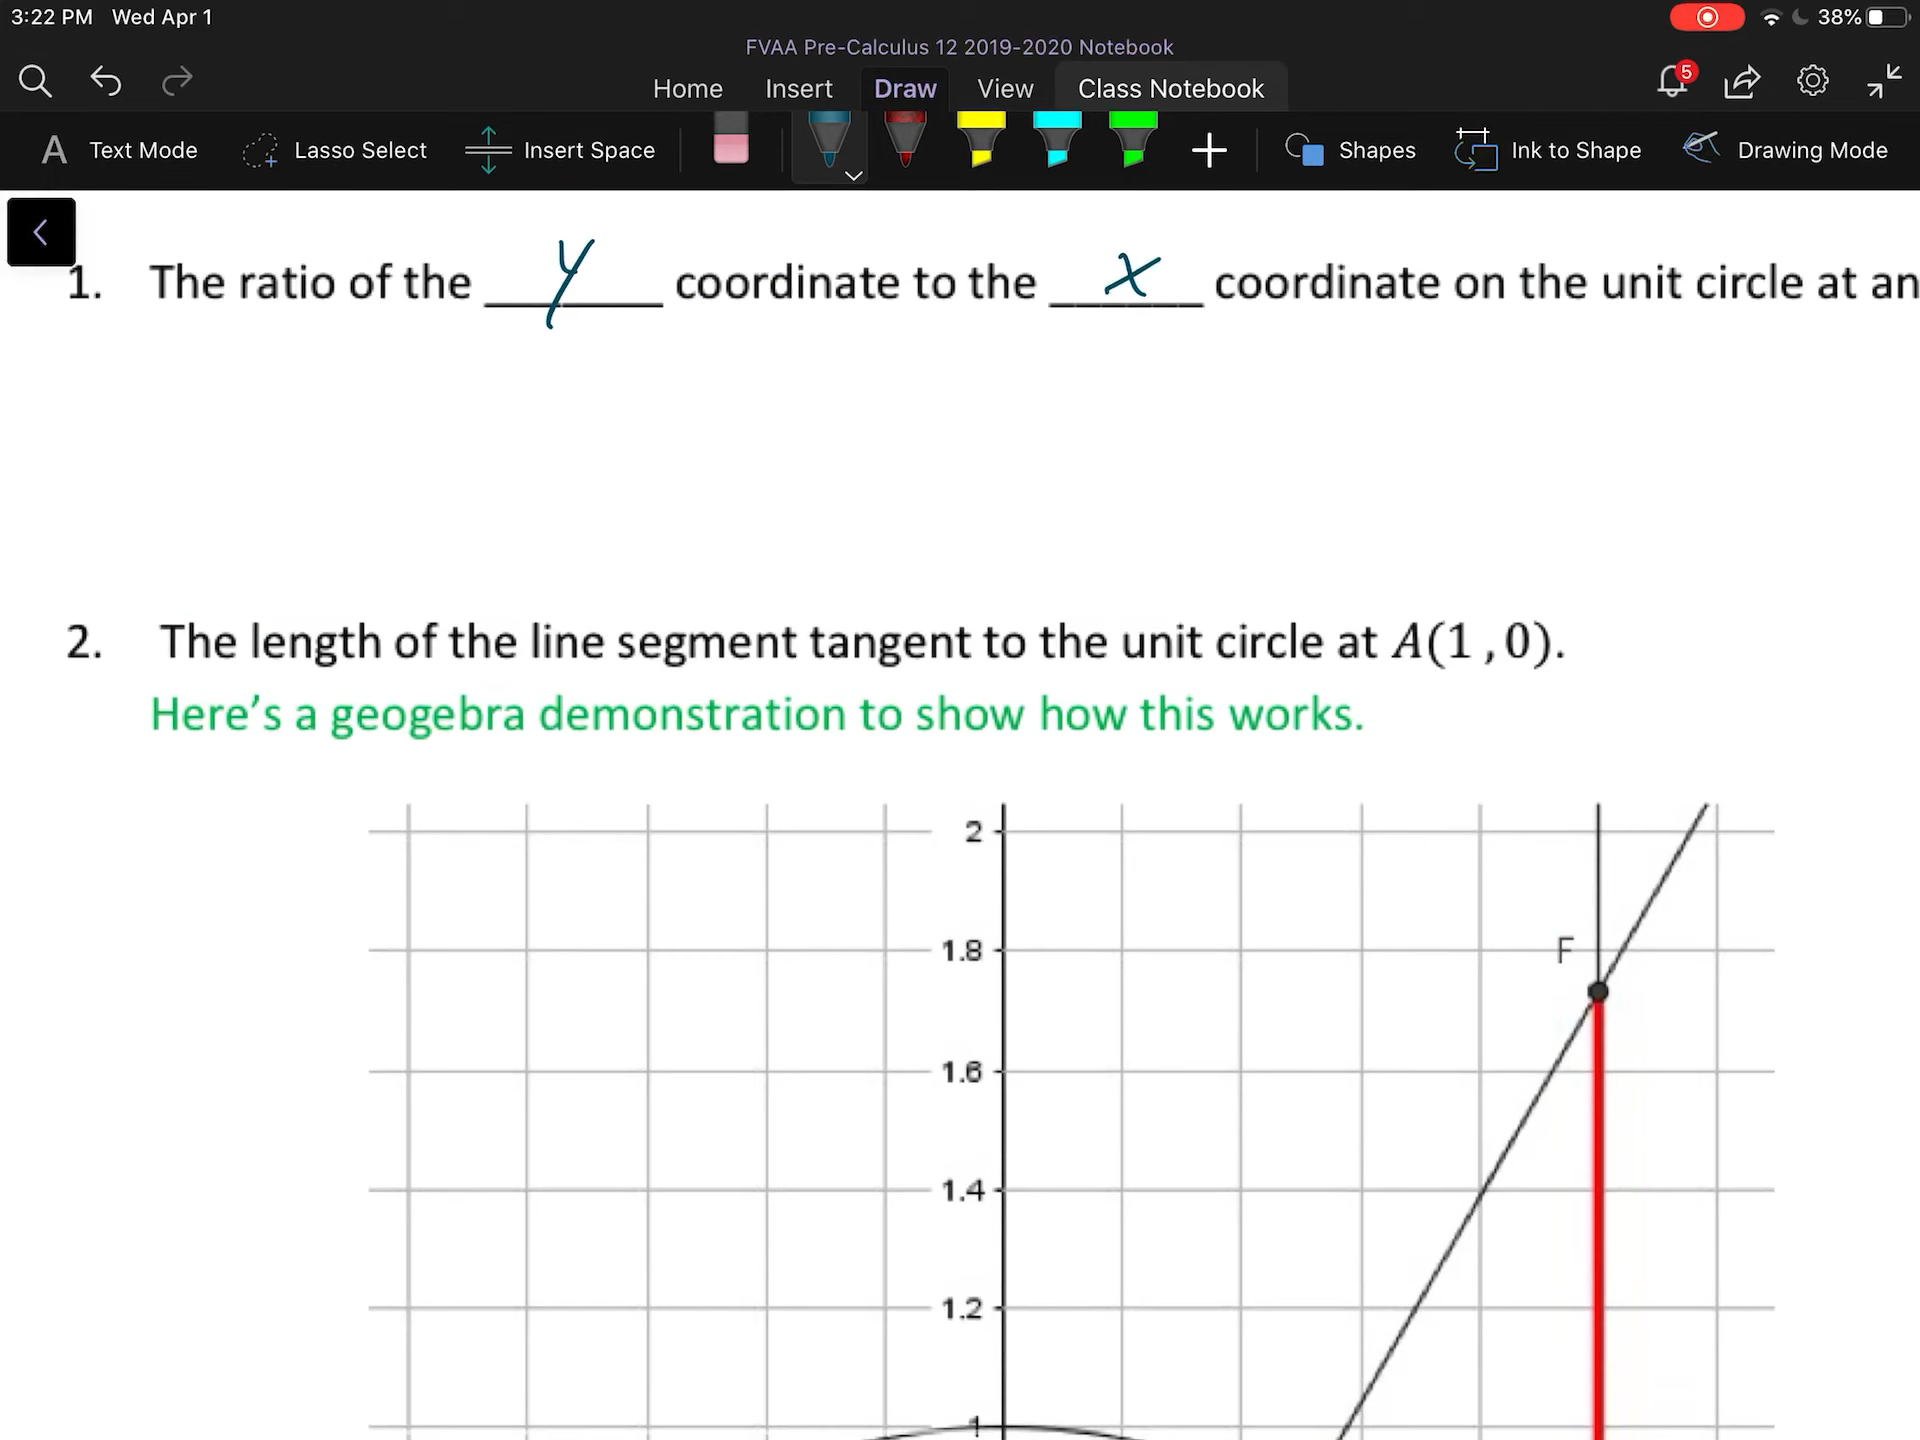 3:22 PM Wed Apr 1
38%
FVAA Pre-Calculus 12 2019-2020 Notebook
Home Insert Draw View Class Notebook
5
A Text Mode Lasso Select Insert Space Shapes Ink to Shape Drawing Mode
1. The ratio of the y coordinate to the x coordinate on the unit circle at an
2. The length of the line segment tangent to the unit circle at A(1 ,0).
Here's a geogebra demonstration to show how this works.
2
1.8
F
1.6
1.4
1.2
1